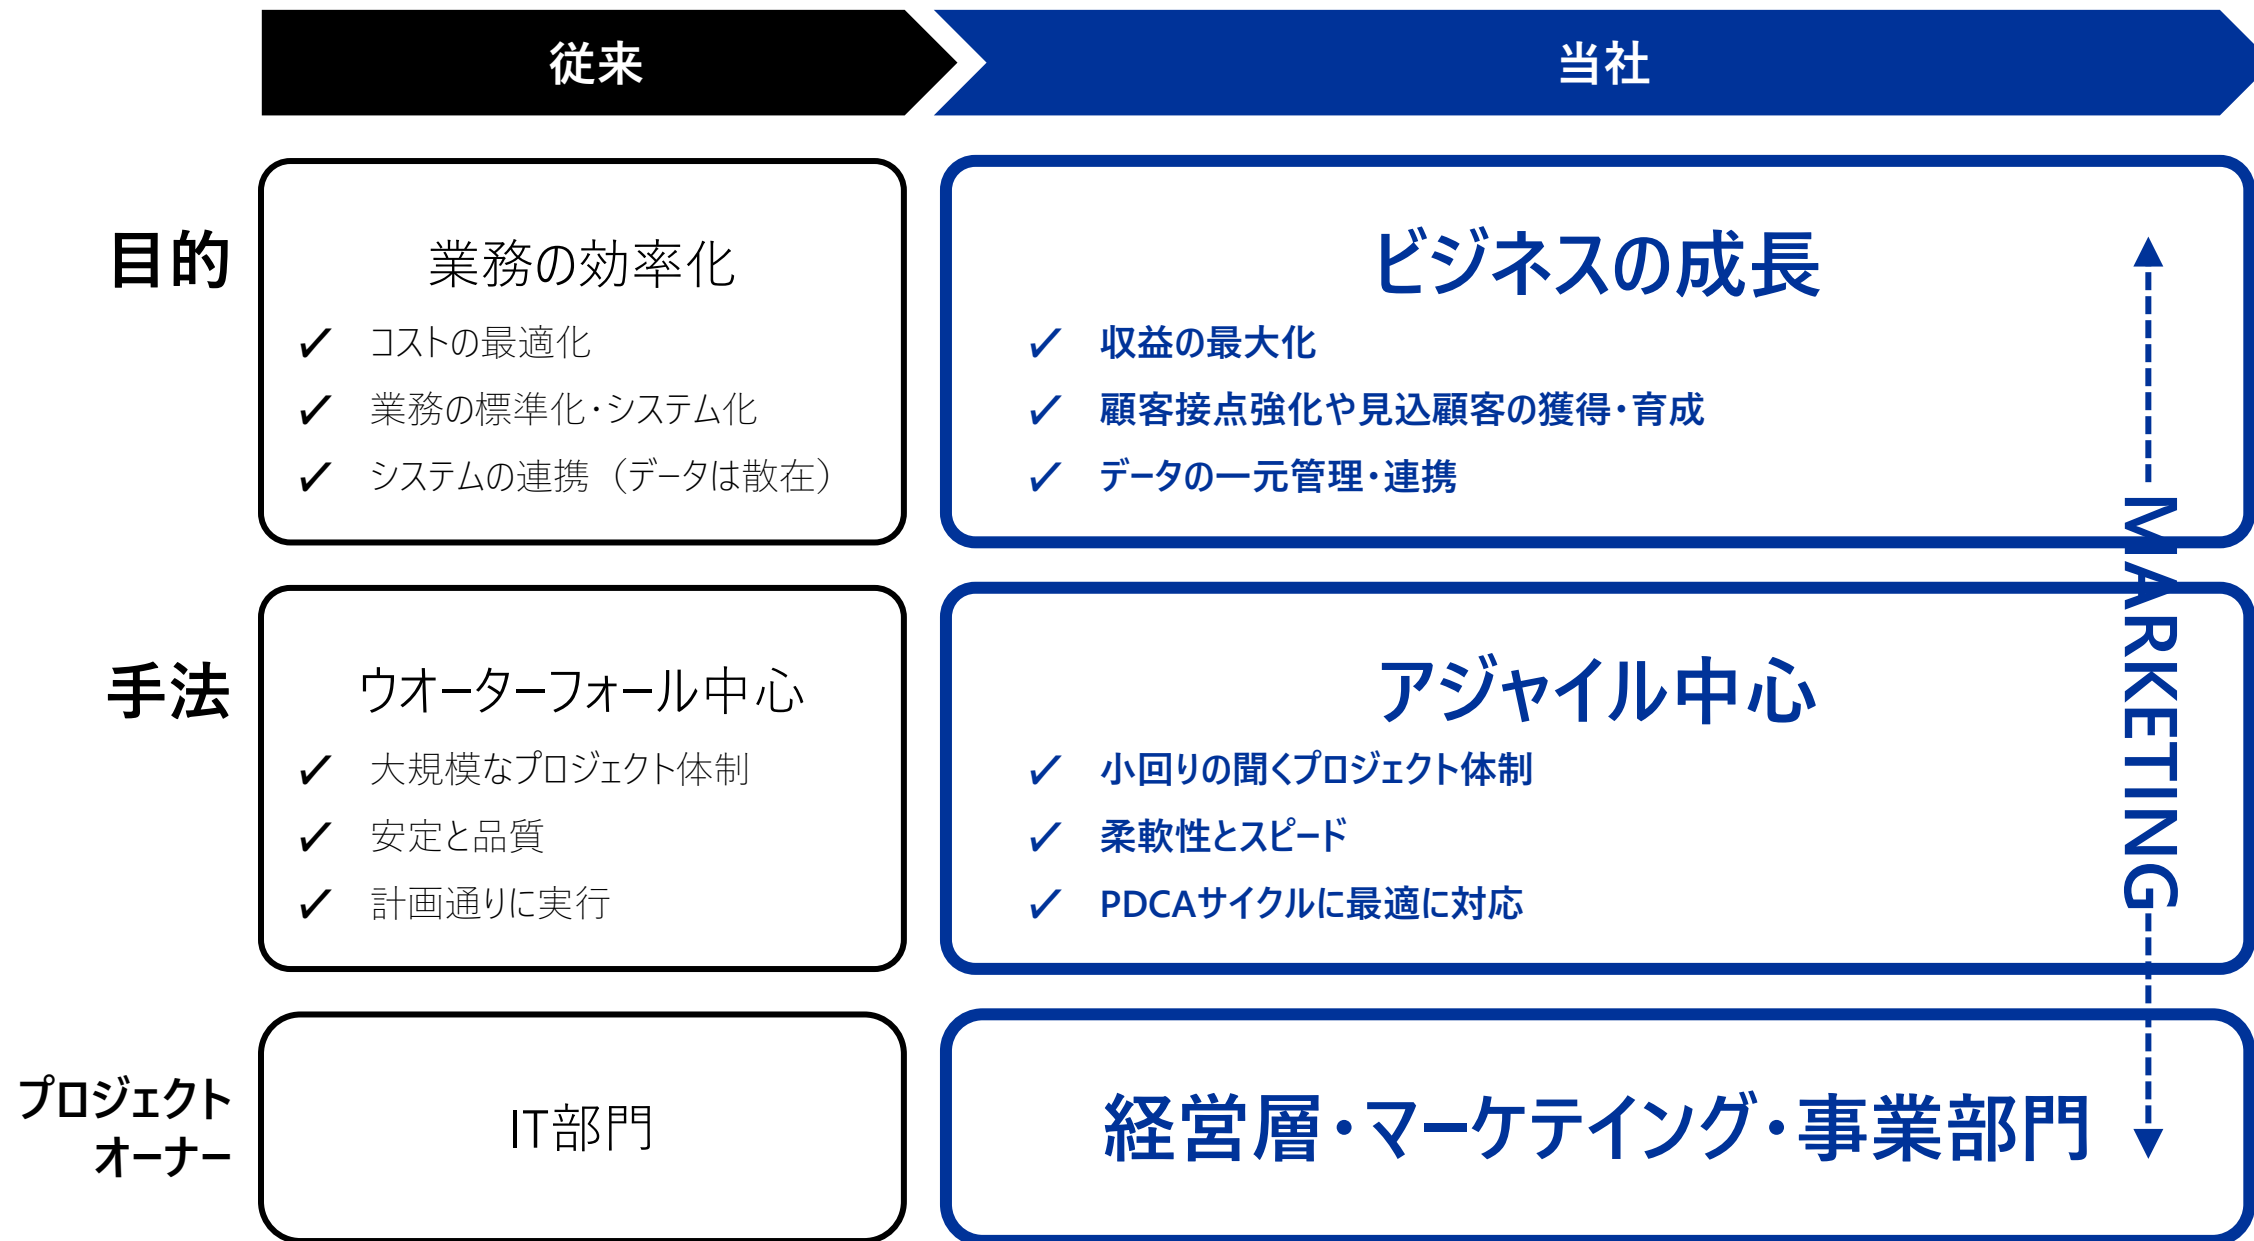 従来
当社
目的
業務の効率化
✓ コストの最適化
✓ 業務の標準化・システム化
✓ システムの連携（データは散在）
ビジネスの成長
✓ 収益の最大化
✓ 顧客接点強化や見込顧客の獲得・育成
✓ データの一元管理・連携
手法
ウオーターフォール中心
✓ 大規模なプロジェクト体制
✓ 安定と品質
✓ 計画通りに実行
アジャイル中心
✓ 小回りの聞くプロジェクト体制
✓ 柔軟性とスピード
✓ PDCAサイクルに最適に対応
MARKETING
プロジェクト
オーナー
IT部門
経営層・マーケテイング・事業部門